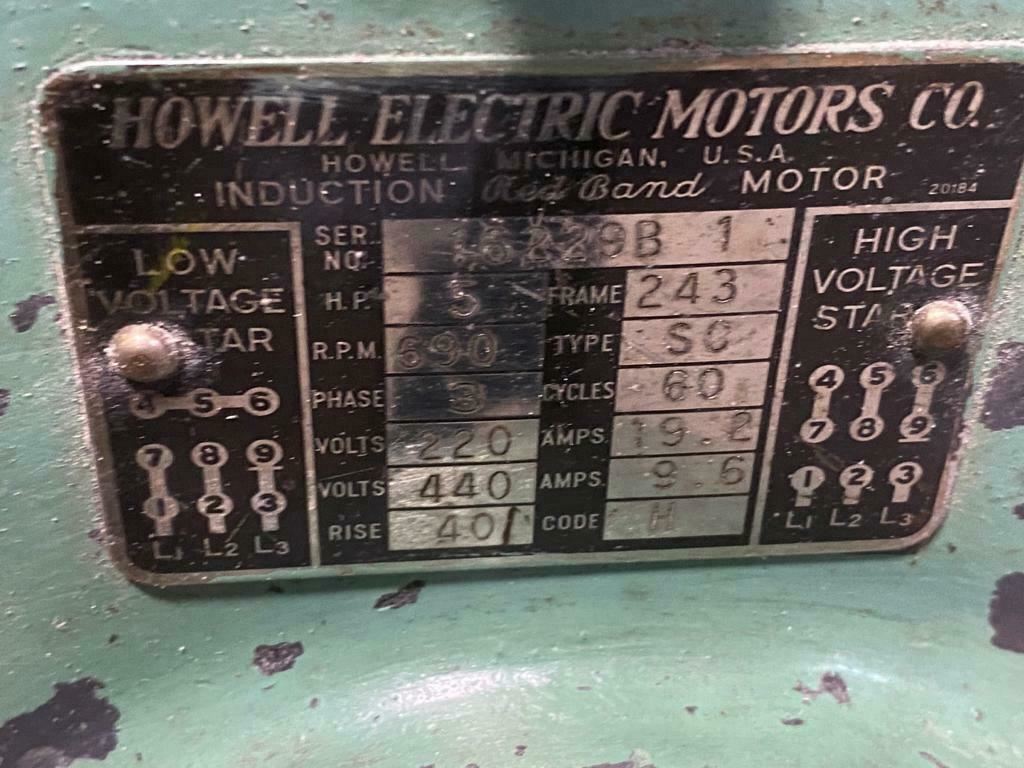 HOWELL ELECTRIC MOTORS CO.
HOWELL MICHIGAN, U.S.A.
INDUCTION Red Band MOTOR 20184
LOW
VOLTAGE
STAR
4 5 6
7 8 9
1 2 3
L1 L2 L3
SER. NO. 16229B 1
H.P. 5 FRAME 243
R.P.M. 690 TYPE SC
PHASE 3 CYCLES 60
VOLTS 220 AMPS. 19.2
VOLTS 440 AMPS. 9.6
RISE 40 CODE H
HIGH
VOLTAGE
STAR
4 5 6
7 8 9
1 2 3
L1 L2 L3